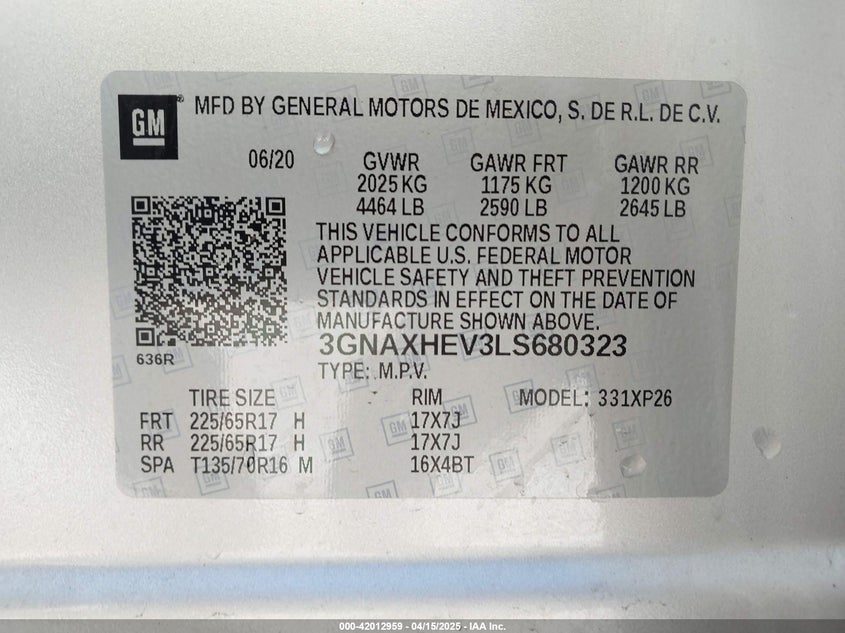 GM® MFD BY GENERAL MOTORS DE MEXICO, S. DE R.L. DE C.V.
06/20 GVWR GAWR FRT GAWR RR
2025 KG 1175 KG 1200 KG
4464 LB 2590 LB 2645 LB
THIS VEHICLE CONFORMS TO ALL
APPLICABLE U.S. FEDERAL MOTOR
VEHICLE SAFETY AND THEFT PREVENTION
STANDARDS IN EFFECT ON THE DATE OF
MANUFACTURE SHOWN ABOVE.
636R 3GNAXHEV3LS680323
TYPE: M.P.V.
TIRE SIZE RIM MODEL: 331XP26
FRT 225/65R17 H 17X7J
RR 225/65R17 H 17X7J
SPA T135/70R16 M 16X4BT
000-42012959 - 04/15/2025 - IAA Inc.